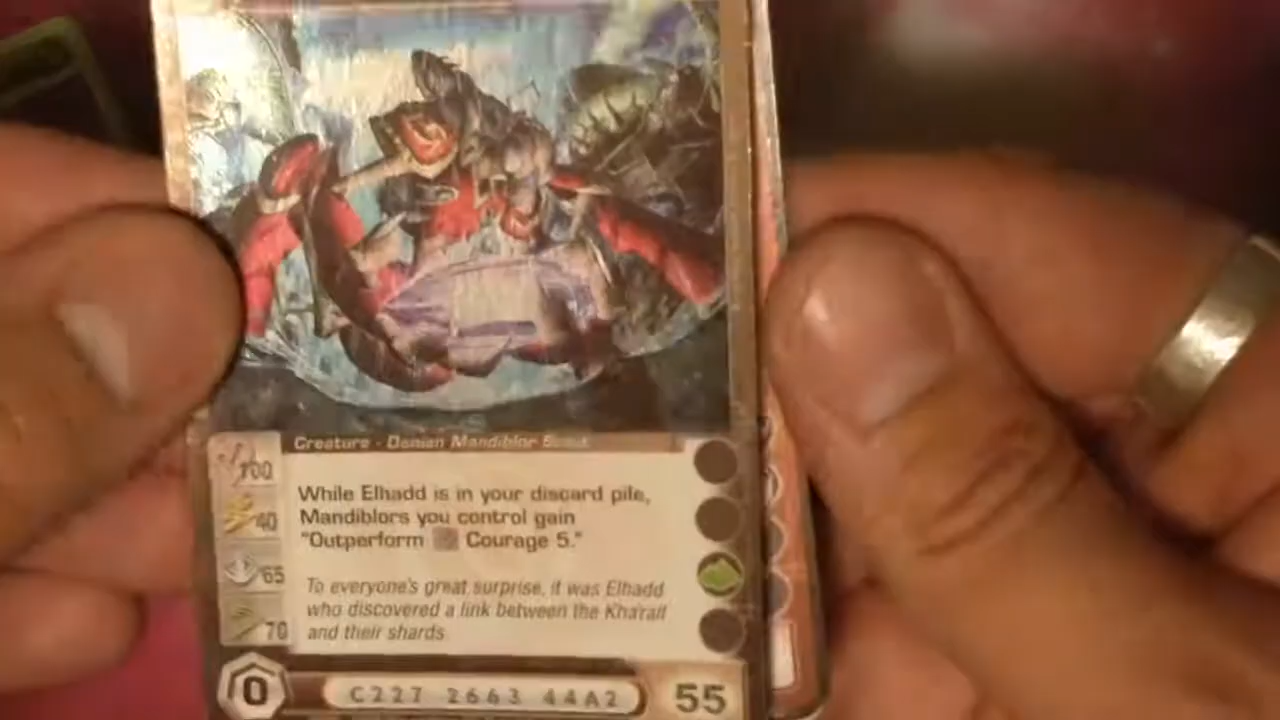 Creature - Danian Mandiblor Scout
100
While Elhadd is in your discard pile,
40
Mandiblors you control gain
"Outperform Courage 5."
65
To everyone's great surprise, it was Elhadd
who discovered a link between the Kha'rall
70
and their shards.
0
C227 2663 44A2
55